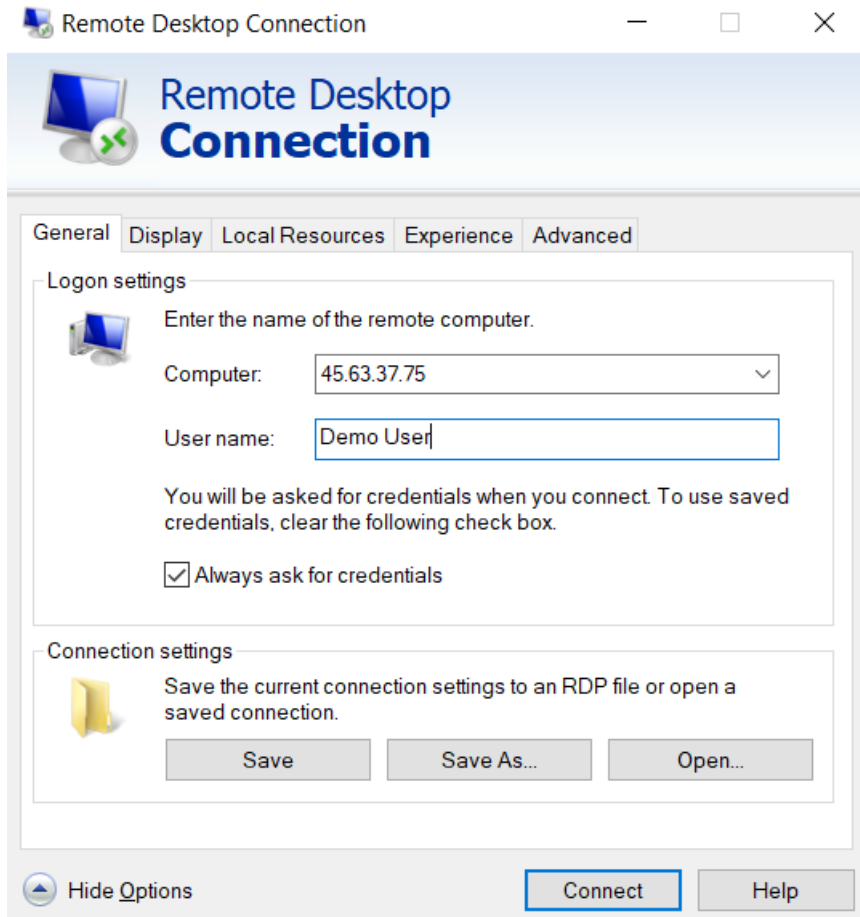 Remote Desktop Connection
Remote Desktop
Connection
General Display Local Resources Experience Advanced
Logon settings
Enter the name of the remote computer.
Computer: 45.63.37.75
User name: Demo User
You will be asked for credentials when you connect. To use saved
credentials, clear the following check box.
Always ask for credentials
Connection settings
Save the current connection settings to an RDP file or open a
saved connection.
Save Save As... Open...
Hide Options Connect Help